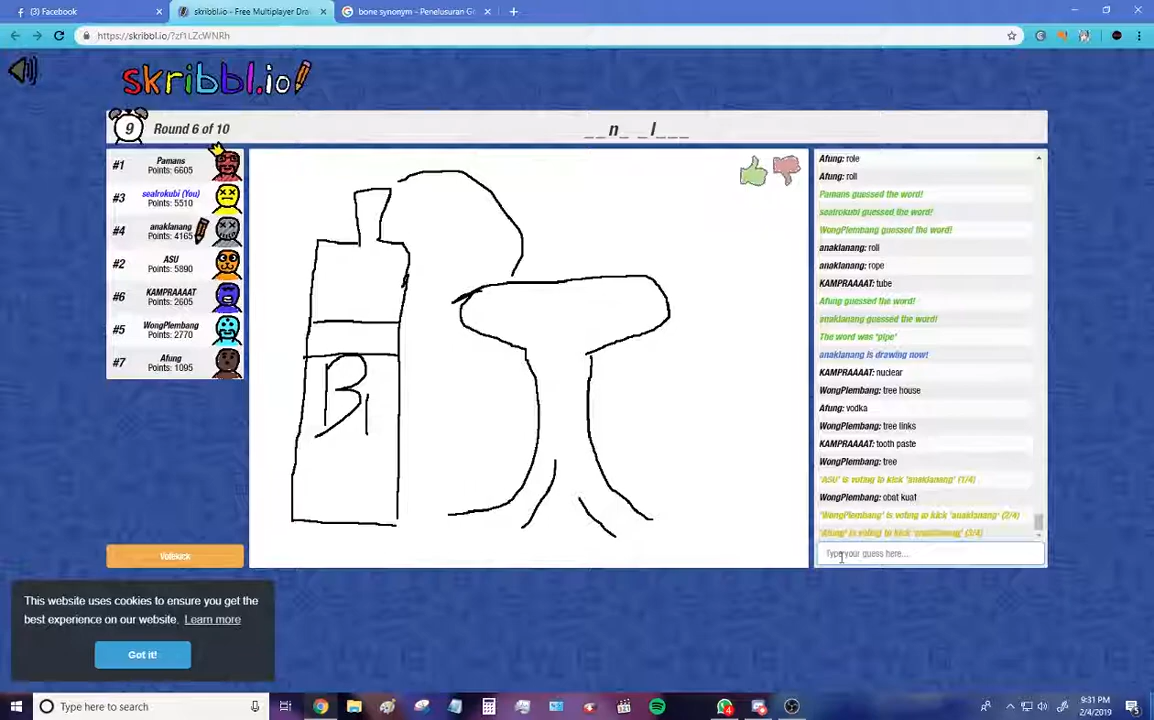 (3) Facebook
skribbl.io - Free Multiplayer Dra
bone synonym - Penelusuran Go
https://skribbl.io/?zf1LZcWNRh
skribbl.io
9
Round 6 of 10
__n_ _l___
#1
Pamans
Points: 6605
#3
sealrokubi (You)
Points: 5510
#4
anaklanang
Points: 4165
#2
ASU
Points: 5890
#6
KAMPRAAAAT
Points: 2605
#5
WongPlembang
Points: 2770
#7
Afung
Points: 1095
Votekick
Afung: role
Afung: roll
Pamans guessed the word!
sealrokubi guessed the word!
WongPlembang guessed the word!
anaklanang: roll
anaklanang: rope
KAMPRAAAAT: tube
Afung guessed the word!
anaklanang guessed the word!
The word was 'pipe'
anaklanang is drawing now!
KAMPRAAAAT: nuclear
WongPlembang: tree house
Afung: vodka
WongPlembang: tree links
KAMPRAAAAT: tooth paste
WongPlembang: tree
'ASU' is voting to kick 'anaklanang' (1/4)
WongPlembang: obat kuat
'WongPlembang' is voting to kick 'anaklanang' (2/4)
'Afung' is voting to kick 'anaklanang' (3/4)
Type your guess here...
This website uses cookies to ensure you get the
best experience on our website. Learn more
Got it!
Type here to search
4
9:31 PM
2/4/2019